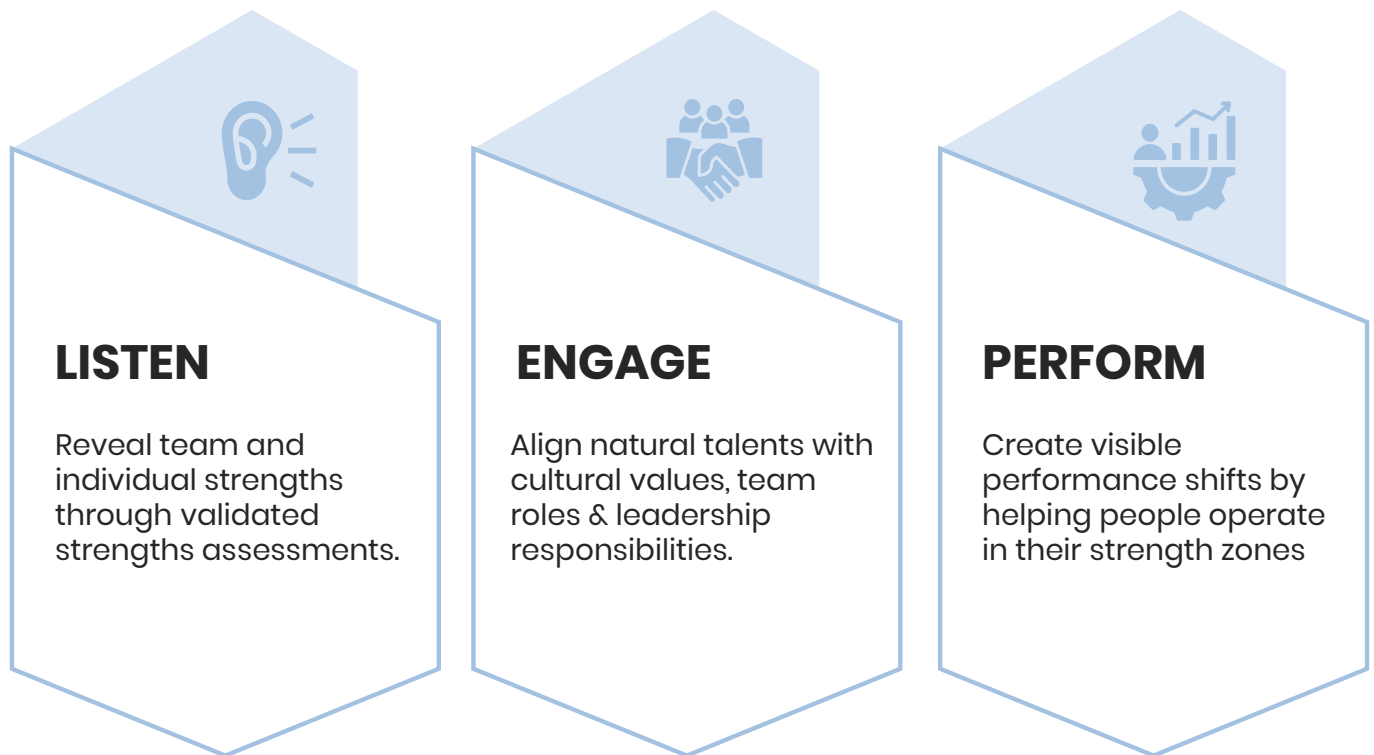 LISTEN
Reveal team and
individual strengths
through validated
strengths assessments.
ENGAGE
Align natural talents with
cultural values, team
roles & leadership
responsibilities.
PERFORM
Create visible
performance shifts by
helping people operate
in their strength zones